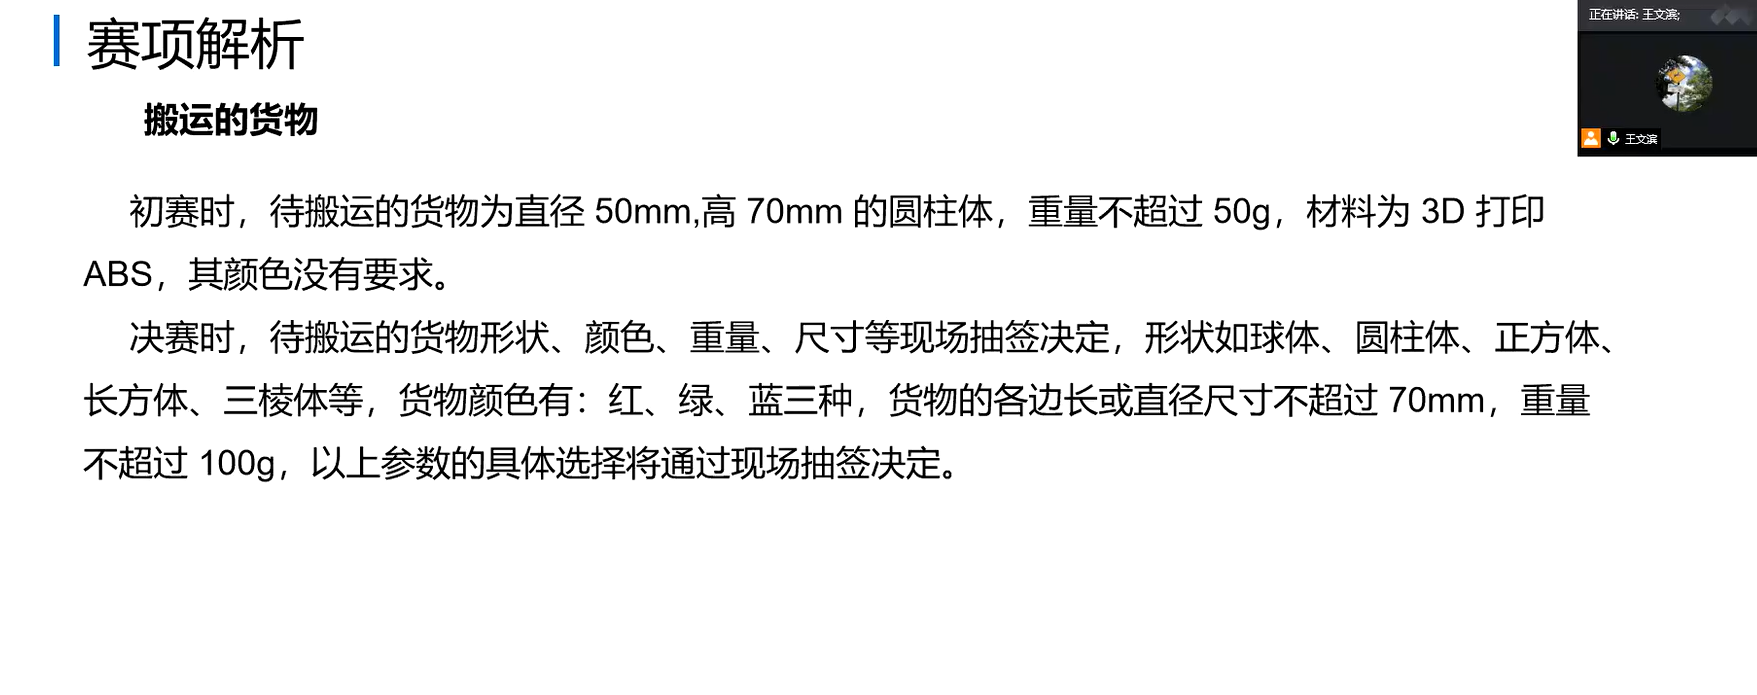 赛项解析
正在讲话: 王文滨;
搬运的货物
王文滨
初赛时，待搬运的货物为直径 50mm,高 70mm 的圆柱体，重量不超过 50g，材料为 3D 打印
ABS，其颜色没有要求。
决赛时，待搬运的货物形状、颜色、重量、尺寸等现场抽签决定，形状如球体、圆柱体、正方体、
长方体、三棱体等，货物颜色有：红、绿、蓝三种，货物的各边长或直径尺寸不超过 70mm，重量
不超过 100g，以上参数的具体选择将通过现场抽签决定。